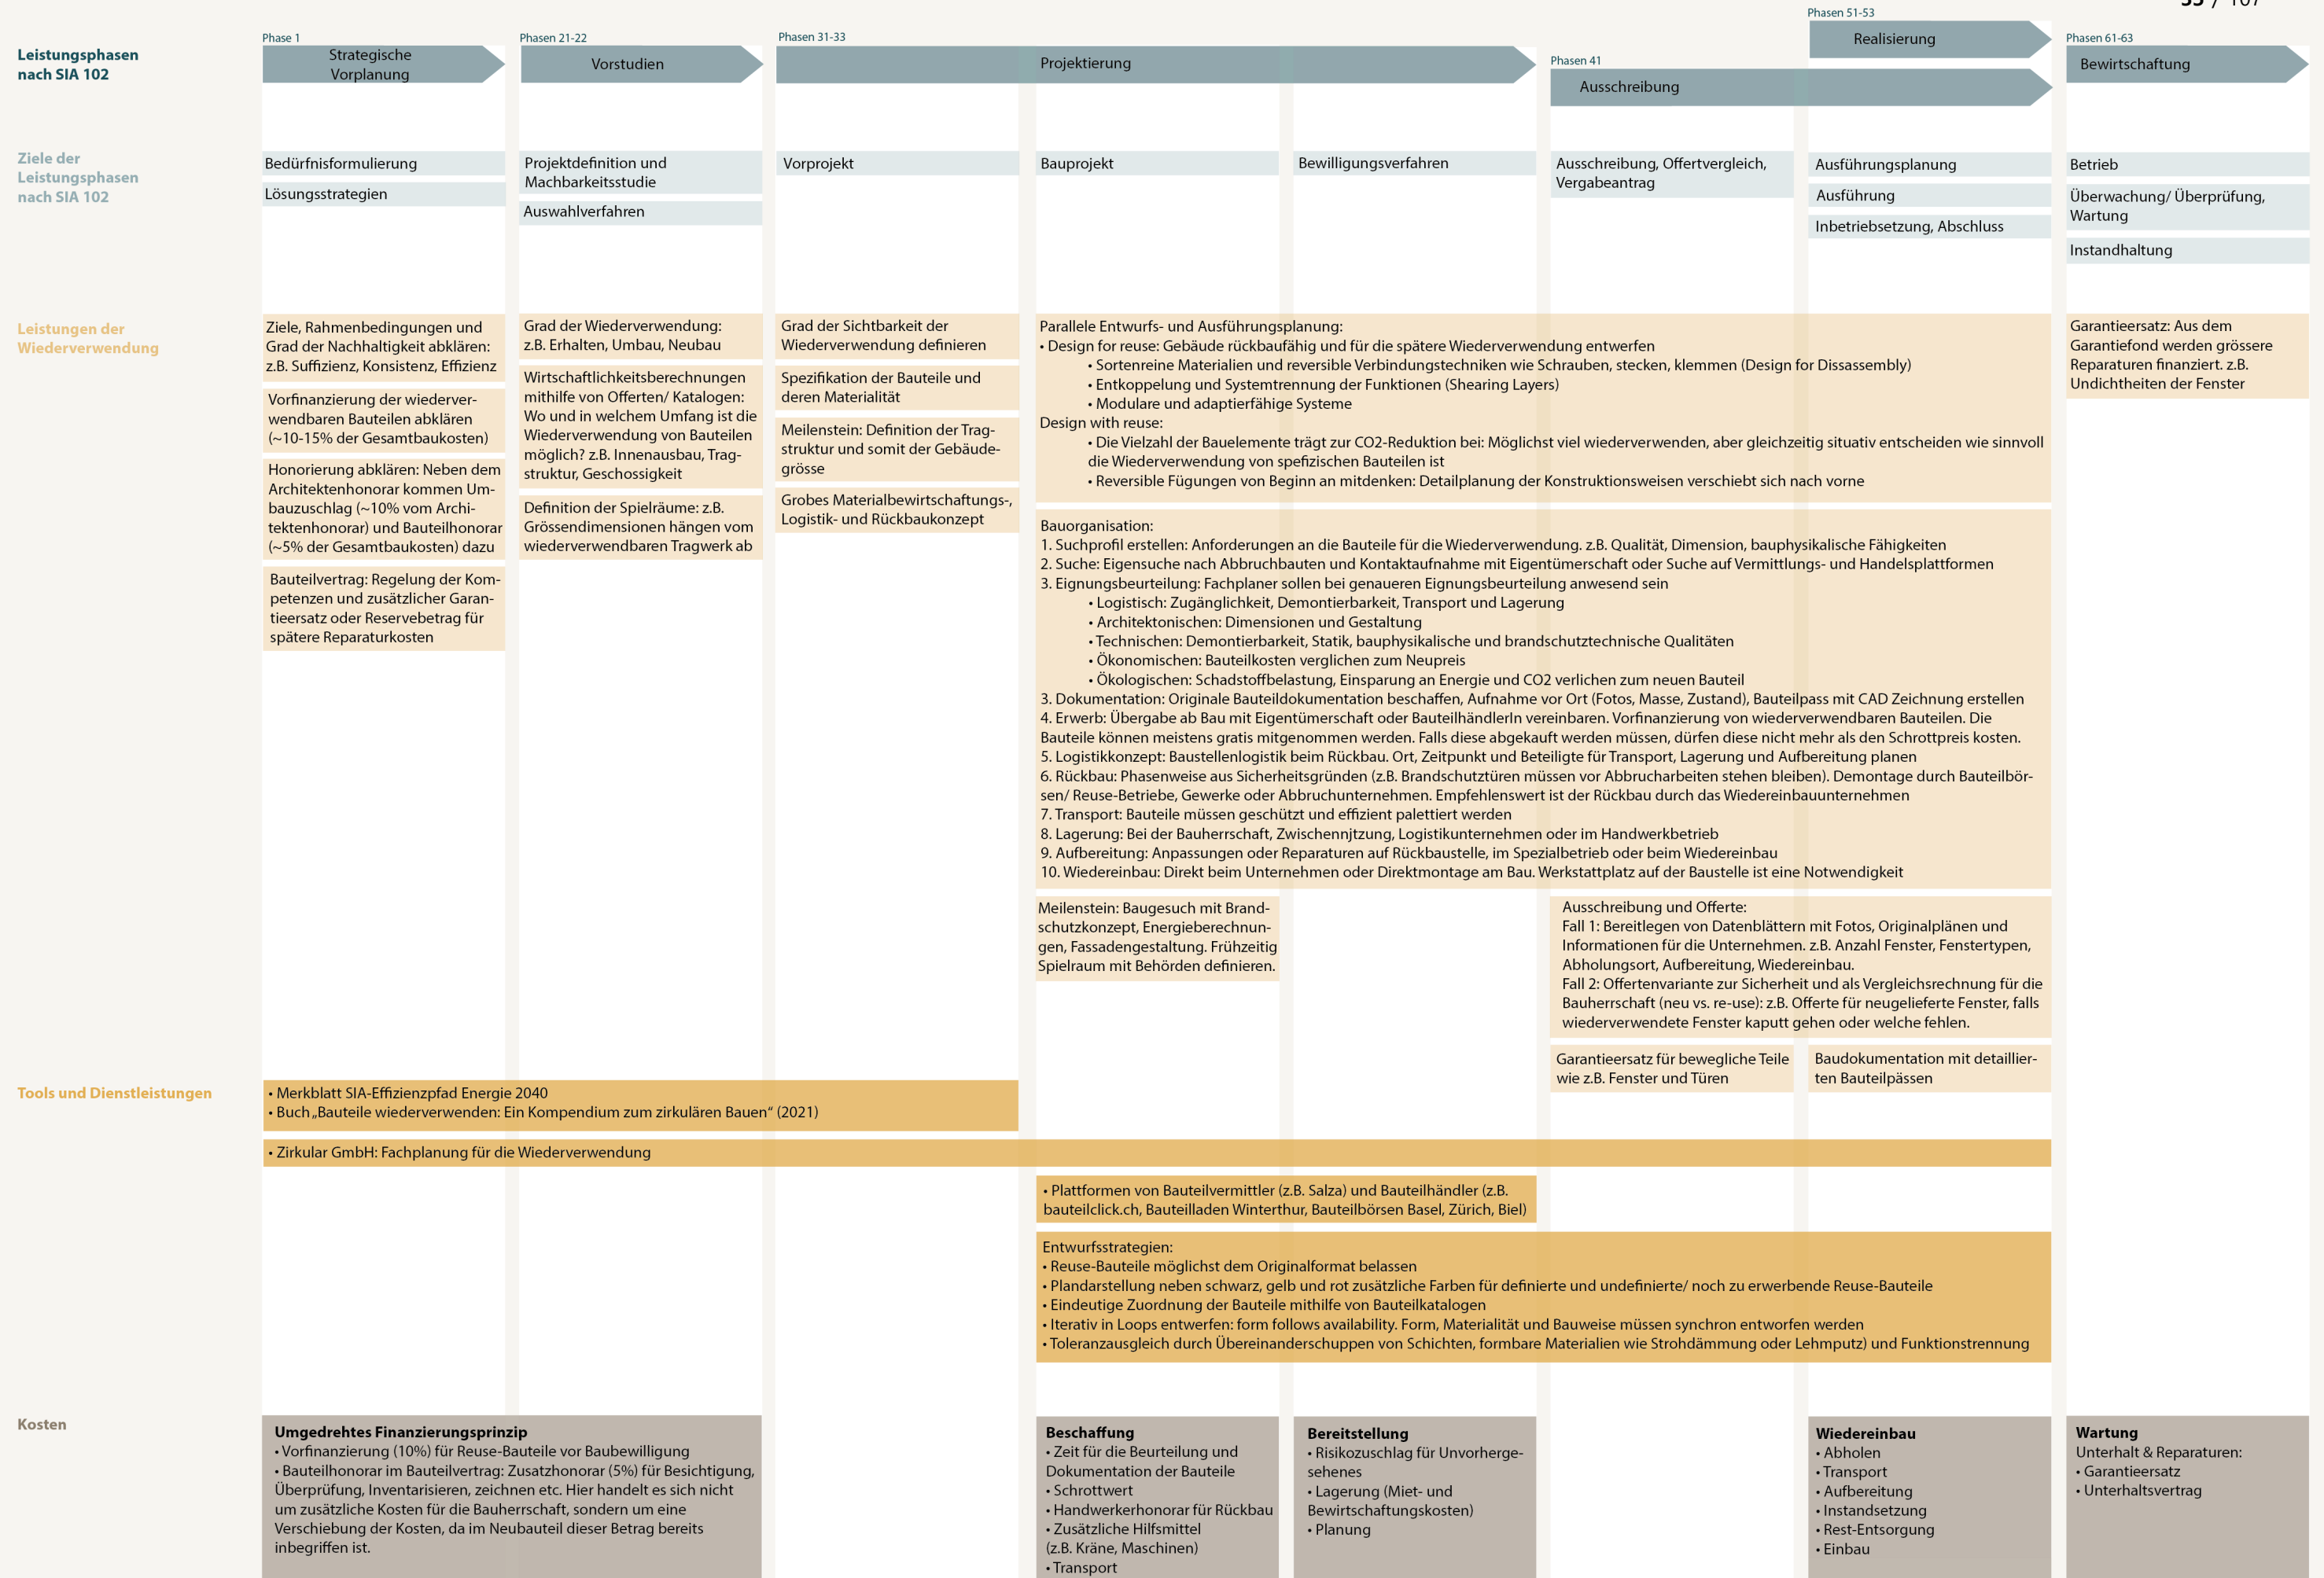 Leistungsphasen
nach SIA 102
Phase 1
Strategische
Vorplanung
Phasen 21-22
Vorstudien
Phasen 31-33
Projektierung
Phasen 41
Ausschreibung
Phasen 51-53
Realisierung
Phasen 61-63
Bewirtschaftung
Ziele der
Leistungsphasen
nach SIA 102
Bedürfnisformulierung
Lösungsstrategien
Projektdefinition und
Machbarkeitsstudie
Auswahlverfahren
Vorprojekt
Bauprojekt
Bewilligungsverfahren
Ausschreibung, Offertvergleich,
Vergabeantrag
Ausführungsplanung
Ausführung
Inbetriebsetzung, Abschluss
Betrieb
Überwachung/ Überprüfung,
Wartung
Instandhaltung
Leistungen der
Wiederverwendung
Ziele, Rahmenbedingungen und
Grad der Nachhaltigkeit abklären:
z.B. Suffizienz, Konsistenz, Effizienz
Vorfinanzierung der wiederver-
wendbaren Bauteilen abklären
(~10-15% der Gesamtbaukosten)
Honorierung abklären: Neben dem
Architektenhonorar kommen Um-
bauzuschlag (~10% vom Archi-
tektenhonorar) und Bauteilhonorar
(~5% der Gesamtbaukosten) dazu
Bauteilvertrag: Regelung der Kom-
petenzen und zusätzlicher Garan-
tieersatz oder Reservebetrag für
spätere Reparaturkosten
Grad der Wiederverwendung:
z.B. Erhalten, Umbau, Neubau
Wirtschaftlichkeitsberechnungen
mithilfe von Offerten/ Katalogen:
Wo und in welchem Umfang ist die
Wiederverwendung von Bauteilen
möglich? z.B. Innenausbau, Trag-
struktur, Geschossigkeit
Definition der Spielräume: z.B.
Grössendimensionen hängen vom
wiederverwendbaren Tragwerk ab
Grad der Sichtbarkeit der
Wiederverwendung definieren
Spezifikation der Bauteile und
deren Materialität
Meilenstein: Definition der Trag-
struktur und somit der Gebäude-
grösse
Grobes Materialbewirtschaftungs-,
Logistik- und Rückbaukonzept
Parallele Entwurfs- und Ausführungsplanung:
• Design for reuse: Gebäude rückbaufähig und für die spätere Wiederverwendung entwerfen
• Sortenreine Materialien und reversible Verbindungstechniken wie Schrauben, stecken, klemmen (Design for Dissassembly)
• Entkoppelung und Systemtrennung der Funktionen (Shearing Layers)
• Modulare und adaptierfähige Systeme
Design with reuse:
• Die Vielzahl der Bauelemente trägt zur CO2-Reduktion bei: Möglichst viel wiederverwenden, aber gleichzeitig situativ entscheiden wie sinnvoll
die Wiederverwendung von spefizischen Bauteilen ist
• Reversible Fügungen von Beginn an mitdenken: Detailplanung der Konstruktionsweisen verschiebt sich nach vorne
Bauorganisation:
1. Suchprofil erstellen: Anforderungen an die Bauteile für die Wiederverwendung. z.B. Qualität, Dimension, bauphysikalische Fähigkeiten
2. Suche: Eigensuche nach Abbruchbauten und Kontaktaufnahme mit Eigentümerschaft oder Suche auf Vermittlungs- und Handelsplattformen
3. Eignungsbeurteilung: Fachplaner sollen bei genaueren Eignungsbeurteilung anwesend sein
• Logistisch: Zugänglichkeit, Demontierbarkeit, Transport und Lagerung
• Architektonischen: Dimensionen und Gestaltung
• Technischen: Demontierbarkeit, Statik, bauphysikalische und brandschutztechnische Qualitäten
• Ökonomischen: Bauteilkosten verglichen zum Neupreis
• Ökologischen: Schadstoffbelastung, Einsparung an Energie und CO2 verlichen zum neuen Bauteil
3. Dokumentation: Originale Bauteildokumentation beschaffen, Aufnahme vor Ort (Fotos, Masse, Zustand), Bauteilpass mit CAD Zeichnung erstellen
4. Erwerb: Übergabe ab Bau mit Eigentümerschaft oder BauteilhändlerIn vereinbaren. Vorfinanzierung von wiederverwendbaren Bauteilen. Die
Bauteile können meistens gratis mitgenommen werden. Falls diese abgekauft werden müssen, dürfen diese nicht mehr als den Schrottpreis kosten.
5. Logistikkonzept: Baustellenlogistik beim Rückbau. Ort, Zeitpunkt und Beteiligte für Transport, Lagerung und Aufbereitung planen
6. Rückbau: Phasenweise aus Sicherheitsgründen (z.B. Brandschutztüren müssen vor Abbrucharbeiten stehen bleiben). Demontage durch Bauteilbör-
sen/ Reuse-Betriebe, Gewerke oder Abbruchunternehmen. Empfehlenswert ist der Rückbau durch das Wiedereinbauunternehmen
7. Transport: Bauteile müssen geschützt und effizient palettiert werden
8. Lagerung: Bei der Bauherrschaft, Zwischennjtzung, Logistikunternehmen oder im Handwerkbetrieb
9. Aufbereitung: Anpassungen oder Reparaturen auf Rückbaustelle, im Spezialbetrieb oder beim Wiedereinbau
10. Wiedereinbau: Direkt beim Unternehmen oder Direktmontage am Bau. Werkstattplatz auf der Baustelle ist eine Notwendigkeit
Meilenstein: Baugesuch mit Brand-
schutzkonzept, Energieberechnun-
gen, Fassadengestaltung. Frühzeitig
Spielraum mit Behörden definieren.
Ausschreibung und Offerte:
Fall 1: Bereitlegen von Datenblättern mit Fotos, Originalplänen und
Informationen für die Unternehmen. z.B. Anzahl Fenster, Fenstertypen,
Abholungsort, Aufbereitung, Wiedereinbau.
Fall 2: Offertenvariante zur Sicherheit und als Vergleichsrechnung für die
Bauherrschaft (neu vs. re-use): z.B. Offerte für neugelieferte Fenster, falls
wiederverwendete Fenster kaputt gehen oder welche fehlen.
Garantieersatz für bewegliche Teile
wie z.B. Fenster und Türen
Baudokumentation mit detaillier-
ten Bauteilpässen
Garantieersatz: Aus dem
Garantiefond werden grössere
Reparaturen finanziert. z.B.
Undichtheiten der Fenster
Tools und Dienstleistungen
• Merkblatt SIA-Effizienzpfad Energie 2040
• Buch „Bauteile wiederverwenden: Ein Kompendium zum zirkulären Bauen“ (2021)
• Zirkular GmbH: Fachplanung für die Wiederverwendung
• Plattformen von Bauteilvermittler (z.B. Salza) und Bauteilhändler (z.B.
bauteilclick.ch, Bauteilladen Winterthur, Bauteilbörsen Basel, Zürich, Biel)
Entwurfsstrategien:
• Reuse-Bauteile möglichst dem Originalformat belassen
• Plandarstellung neben schwarz, gelb und rot zusätzliche Farben für definierte und undefinierte/ noch zu erwerbende Reuse-Bauteile
• Eindeutige Zuordnung der Bauteile mithilfe von Bauteilkatalogen
• Iterativ in Loops entwerfen: form follows availability. Form, Materialität und Bauweise müssen synchron entworfen werden
• Toleranzausgleich durch Übereinanderschuppen von Schichten, formbare Materialien wie Strohdämmung oder Lehmputz) und Funktionstrennung
Kosten
Umgedrehtes Finanzierungsprinzip
• Vorfinanzierung (10%) für Reuse-Bauteile vor Baubewilligung
• Bauteilhonorar im Bauteilvertrag: Zusatzhonorar (5%) für Besichtigung,
Überprüfung, Inventarisieren, zeichnen etc. Hier handelt es sich nicht
um zusätzliche Kosten für die Bauherrschaft, sondern um eine
Verschiebung der Kosten, da im Neubauteil dieser Betrag bereits
inbegriffen ist.
Beschaffung
• Zeit für die Beurteilung und
Dokumentation der Bauteile
• Schrottwert
• Handwerkerhonorar für Rückbau
• Zusätzliche Hilfsmittel
(z.B. Kräne, Maschinen)
• Transport
Bereitstellung
• Risikozuschlag für Unvorherge-
sehenes
• Lagerung (Miet- und
Bewirtschaftungskosten)
• Planung
Wiedereinbau
• Abholen
• Transport
• Aufbereitung
• Instandsetzung
• Rest-Entsorgung
• Einbau
Wartung
Unterhalt & Reparaturen:
• Garantieersatz
• Unterhaltsvertrag